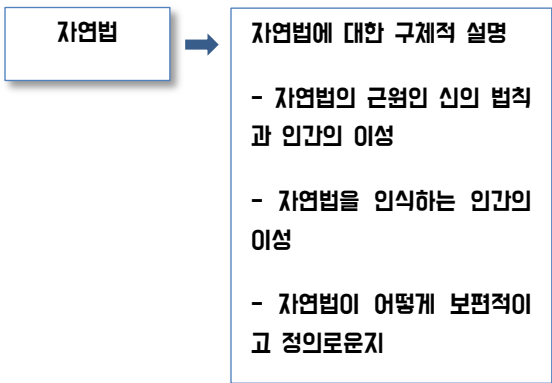 자연법
자연법에 대한 구체적 설명
- 자연법의 근원인 신의 법칙
과 인간의 이성
- 자연법을 인식하는 인간의
이성
- 자연법이 어떻게 보편적이
고 정의로운지